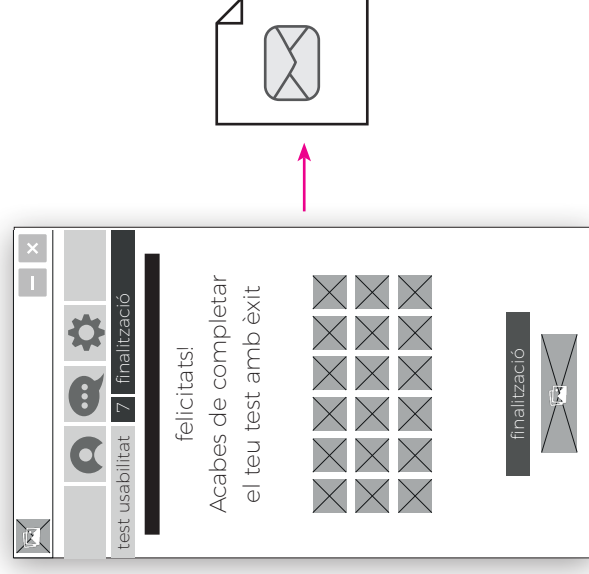 test usabilitat
7 finalització
felicitats!
Acabes de completar
el teu test amb èxit
finalització